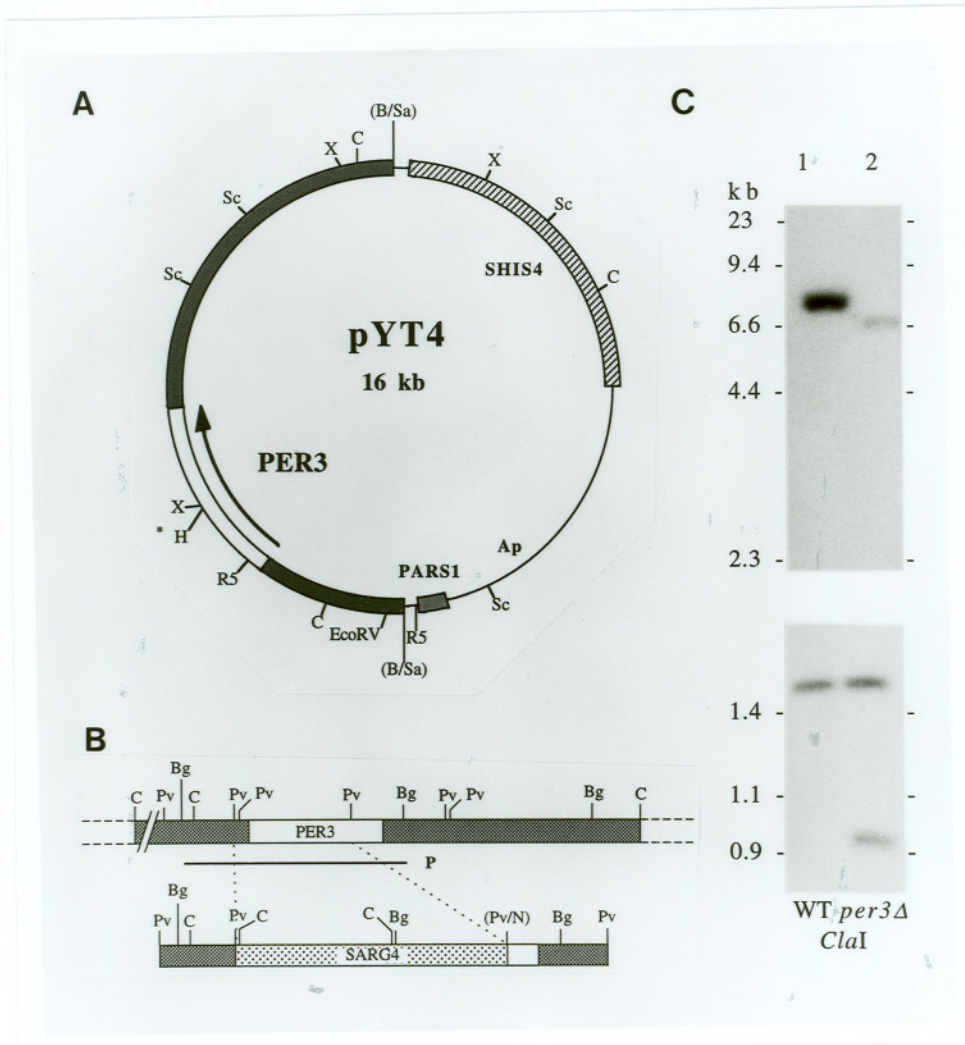 A
(B/Sa)
X
C
X
Sc
Sc
Sc
SHIS4
C
pYT4
16 kb
PER3
X
* H
R5
C
EcoRV
(B/Sa)
R5
PARS1
Ap
Sc
B
C
Pv
Bg
C
Pv
Pv
Pv
Bg
Pv
Pv
Bg
C
PER3
P
Pv
Bg
C
Pv
C
C
Bg
(Pv/N)
Bg
Pv
SARG4
C
1 2
kb
23
9.4
6.6
4.4
2.3
1.4
1.1
0.9
WT per3Δ
ClaI